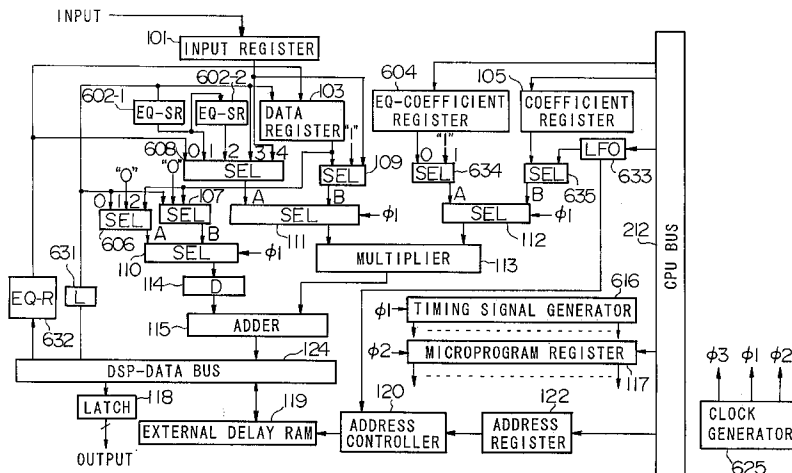 INPUT
101
INPUT REGISTER
602-1
602-2
103
604
105
EQ-SR
EQ-SR
DATA
REGISTER
EQ-COEFFICIENT
REGISTER
COEFFICIENT
REGISTER
"1"
"1"
608
0
1
2
3
4
SEL
SEL
109
0
1
SEL
634
SEL
635
LFO
633
"0"
"0"
107
0
1
2
SEL
SEL
A
B
SEL
φ1
111
A
B
SEL
φ1
112
606
A
B
110
SEL
φ1
631
L
114
D
MULTIPLIER
113
212
CPU BUS
EQ-R
632
115
ADDER
616
φ1
TIMING SIGNAL GENERATOR
φ2
MICROPROGRAM REGISTER
117
124
DSP-DATA BUS
118
LATCH
OUTPUT
119
EXTERNAL DELAY RAM
120
ADDRESS
CONTROLLER
122
ADDRESS
REGISTER
φ3
φ1
φ2
CLOCK
GENERATOR
625